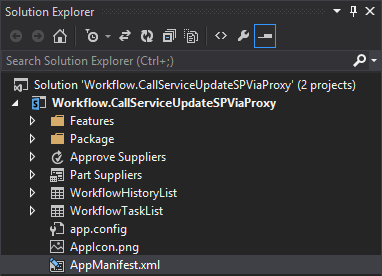 Solution Explorer
Search Solution Explorer (Ctrl+;)
Solution 'Workflow.CallServiceUpdateSPViaProxy' (2 projects)
Workflow.CallServiceUpdateSPViaProxy
Features
Package
Approve Suppliers
Part Suppliers
WorkflowHistoryList
WorkflowTaskList
app.config
AppIcon.png
AppManifest.xml